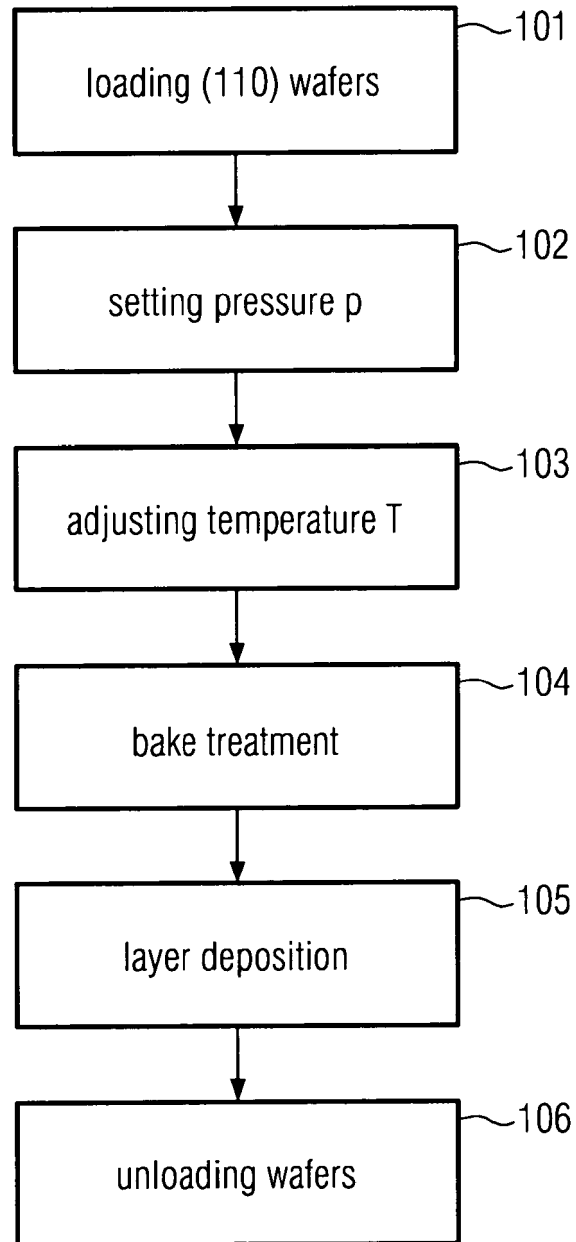 101
loading (110) wafers
102
setting pressure p
103
adjusting temperature T
104
bake treatment
105
layer deposition
106
unloading wafers